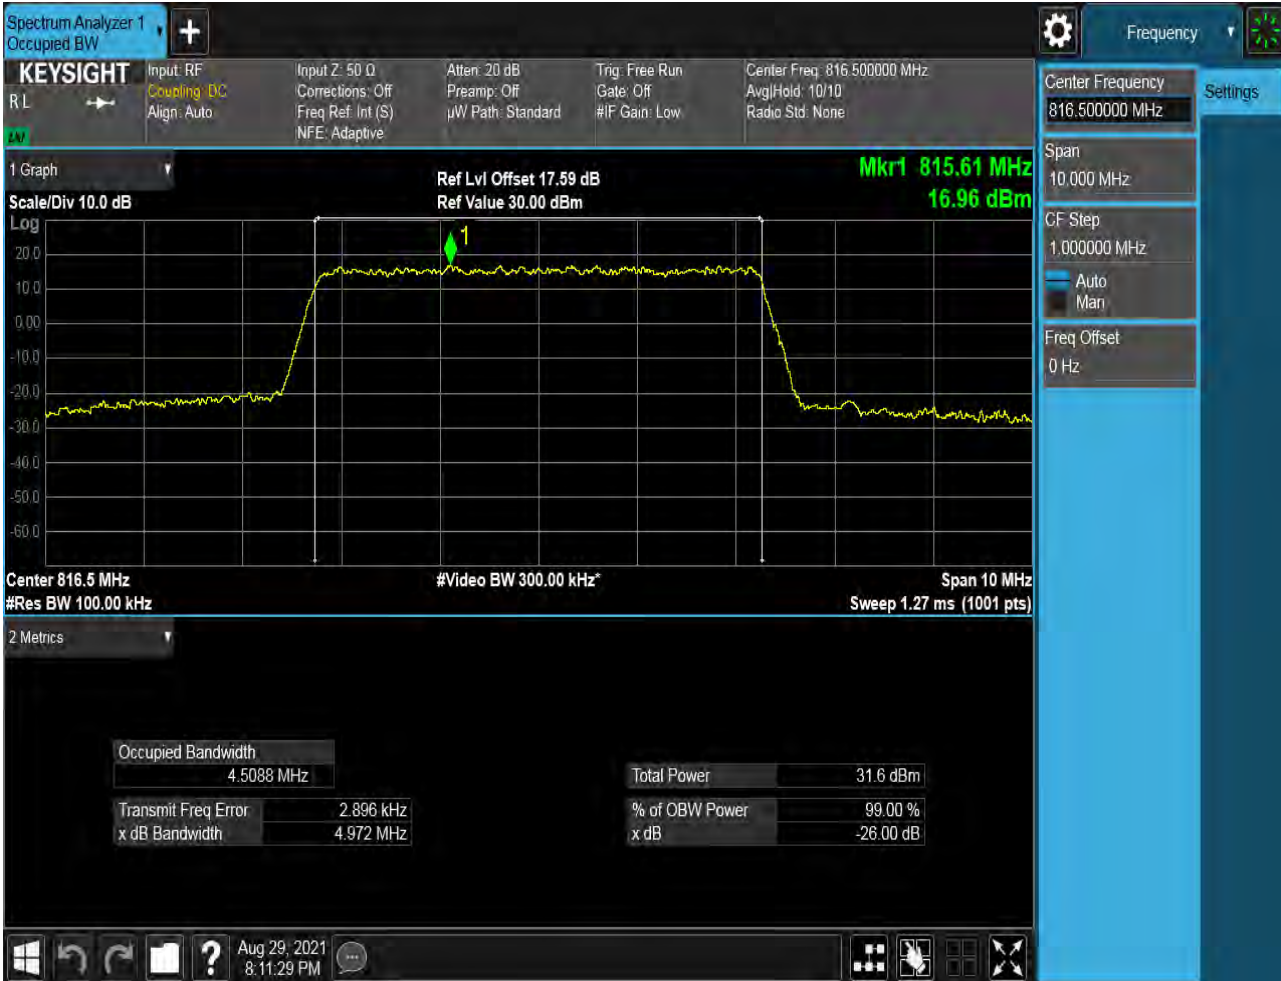 Spectrum Analyzer 1
Occupied BW
Frequency
KEYSIGHT
R L
LXI
Input: RF
Coupling: DC
Align: Auto
Input Z: 50 Ω
Corrections: Off
Freq Ref: Int (S)
NFE: Adaptive
Atten: 20 dB
Preamp: Off
µW Path: Standard
Trig: Free Run
Gate: Off
#IF Gain: Low
Center Freq: 816.500000 MHz
Avg|Hold: 10/10
Radio Std: None
Center Frequency
816.500000 MHz
Settings
Span
10.000 MHz
CF Step
1.000000 MHz
Auto
Man
Freq Offset
0 Hz
1 Graph
Scale/Div 10.0 dB
Log
Ref Lvl Offset 17.59 dB
Ref Value 30.00 dBm
Mkr1 815.61 MHz
16.96 dBm
1
20.0
10.0
0.00
-10.0
-20.0
-30.0
-40.0
-50.0
-60.0
Center 816.5 MHz
#Res BW 100.00 kHz
#Video BW 300.00 kHz*
Span 10 MHz
Sweep 1.27 ms (1001 pts)
2 Metrics
Occupied Bandwidth
4.5088 MHz
Transmit Freq Error 2.896 kHz
x dB Bandwidth 4.972 MHz
Total Power 31.6 dBm
% of OBW Power 99.00 %
x dB -26.00 dB
?
Aug 29, 2021
8:11:29 PM